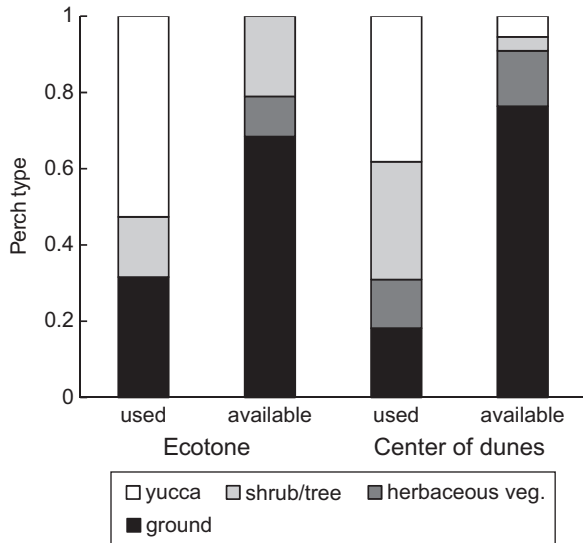 Perch type
1
0.8
0.6
0.4
0.2
0
used available used available
Ecotone Center of dunes
yucca shrub/tree herbaceous veg.
ground